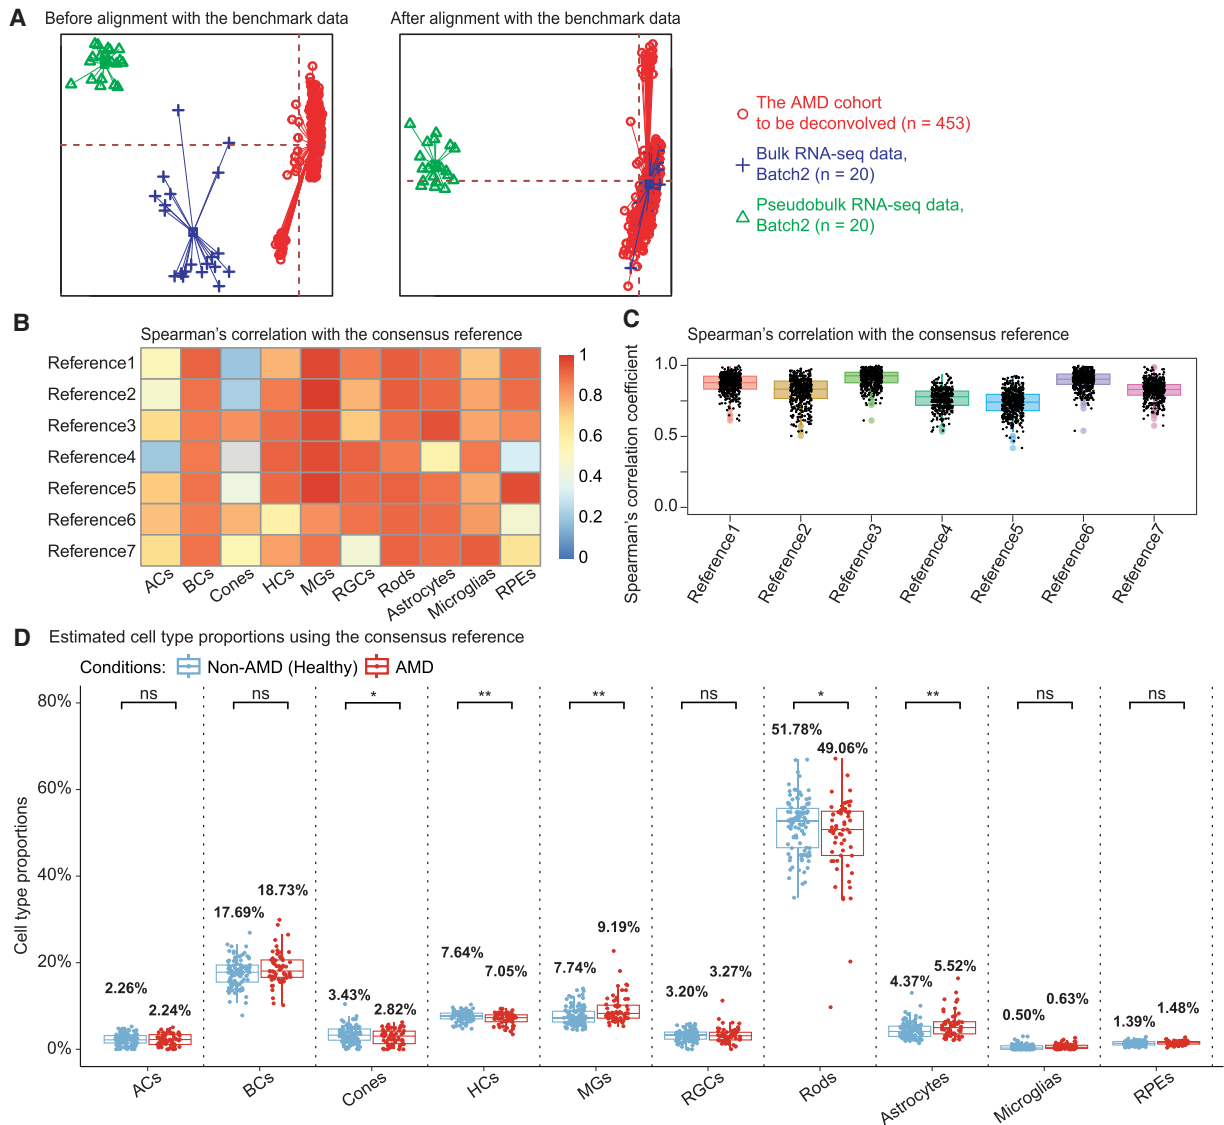 A
Before alignment with the benchmark data
After alignment with the benchmark data
The AMD cohort
to be deconvolved (n = 453)
Bulk RNA-seq data,
Batch2 (n = 20)
Pseudobulk RNA-seq data,
Batch2 (n = 20)
B
Spearman's correlation with the consensus reference
Reference1
Reference2
Reference3
Reference4
Reference5
Reference6
Reference7
ACs
BCs
Cones
HCs
MGs
RGCs
Rods
Astrocytes
Microglias
RPEs
1
0.8
0.6
0.4
0.2
0
C
Spearman's correlation with the consensus reference
Spearman's correlation coefficient
1.0
0.5
0.0
Reference1
Reference2
Reference3
Reference4
Reference5
Reference6
Reference7
D
Estimated cell type proportions using the consensus reference
Conditions: Non-AMD (Healthy) AMD
Cell type proportions
80%
60%
40%
20%
0%
ns
ns
*
**
**
ns
*
**
ns
ns
2.26%
2.24%
17.69%
18.73%
3.43%
2.82%
7.64%
7.05%
7.74%
9.19%
3.20%
3.27%
51.78%
49.06%
4.37%
5.52%
0.50%
0.63%
1.39%
1.48%
ACs
BCs
Cones
HCs
MGs
RGCs
Rods
Astrocytes
Microglias
RPEs